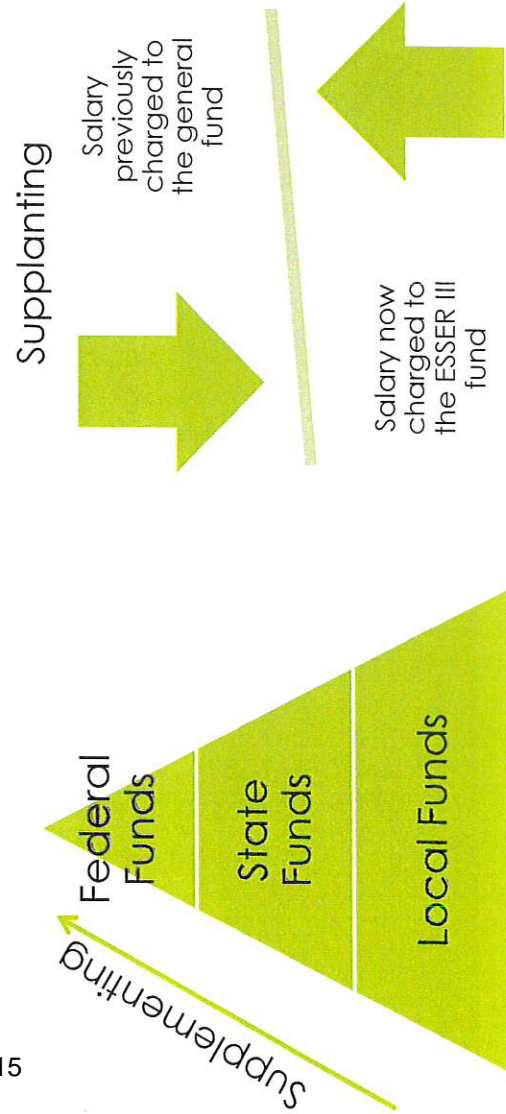 15
Supplementing
Federal
Funds
State
Funds
Local Funds
Supplanting
Salary
previously
charged to
the general
fund
Salary now
charged to
the ESSER III
fund